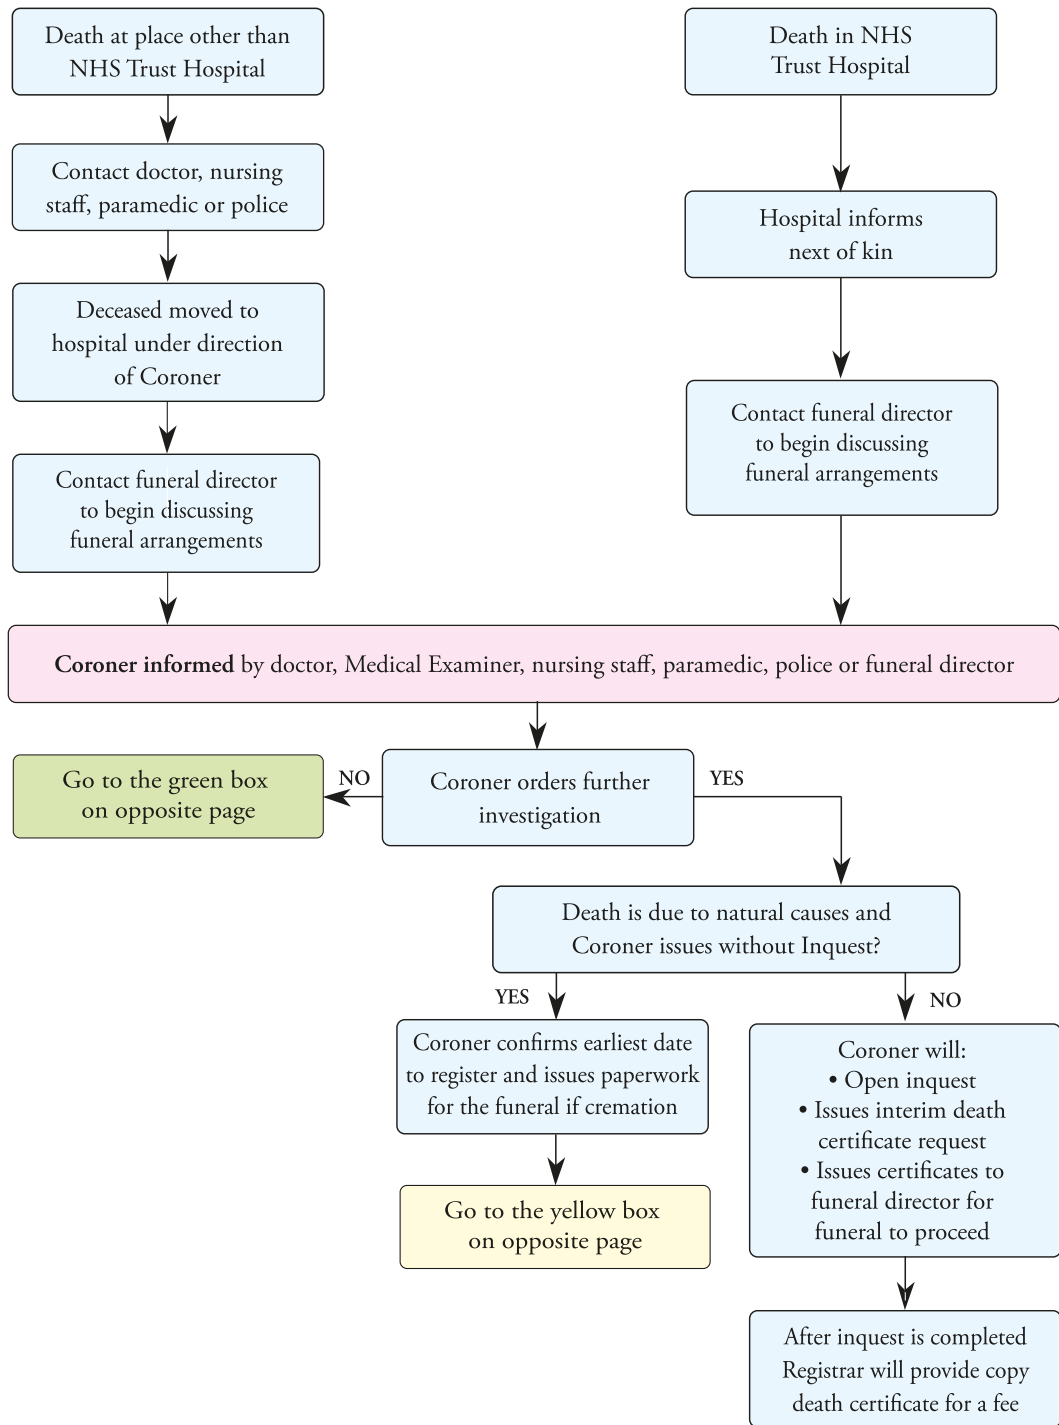 Death at place other than
NHS Trust Hospital
Death in NHS
Trust Hospital
Contact doctor, nursing
staff, paramedic or police
Hospital informs
next of kin
Deceased moved to
hospital under direction
of Coroner
Contact funeral director
to begin discussing
funeral arrangements
Contact funeral director
to begin discussing
funeral arrangements
Coroner informed by doctor, Medical Examiner, nursing staff, paramedic, police or funeral director
Go to the green box
on opposite page
NO
Coroner orders further
investigation
YES
Death is due to natural causes and
Coroner issues without Inquest?
YES
NO
Coroner confirms earliest date
to register and issues paperwork
for the funeral if cremation
Coroner will:
• Open inquest
• Issues interim death
certificate request
• Issues certificates to
funeral director for
funeral to proceed
Go to the yellow box
on opposite page
After inquest is completed
Registrar will provide copy
death certificate for a fee